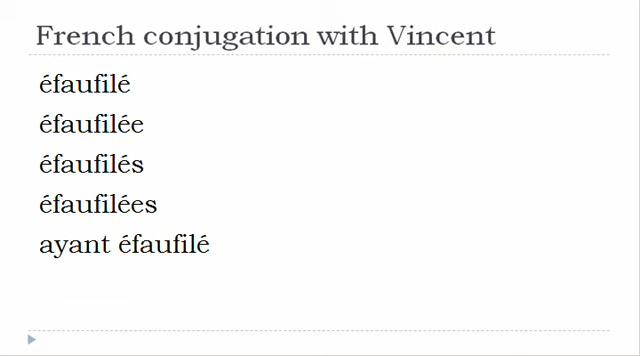 French conjugation with Vincent
éfaufilé
éfaufilée
éfaufilés
éfaufilées
ayant éfaufilé